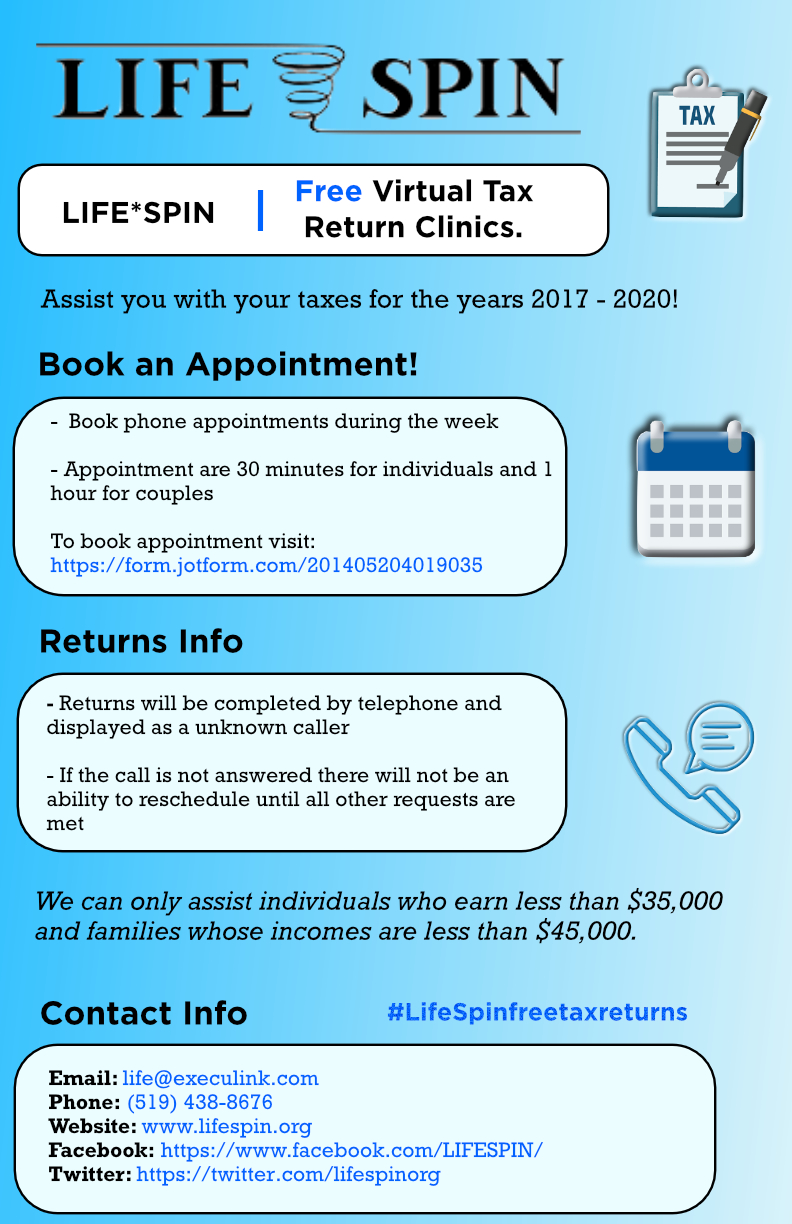 LIFE SPIN
TAX
LIFE*SPIN
Free Virtual Tax
Return Clinics.
Assist you with your taxes for the years 2017 - 2020!
Book an Appointment!
- Book phone appointments during the week
- Appointment are 30 minutes for individuals and 1
hour for couples
To book appointment visit:
https://form.jotform.com/201405204019035
Returns Info
- Returns will be completed by telephone and
displayed as a unknown caller
- If the call is not answered there will not be an
ability to reschedule until all other requests are
met
We can only assist individuals who earn less than $35,000
and families whose incomes are less than $45,000.
Contact Info
#LifeSpinfreetaxreturns
Email: life@execulink.com
Phone: (519) 438-8676
Website: www.lifespin.org
Facebook: https://www.facebook.com/LIFESPIN/
Twitter: https://twitter.com/lifespinorg